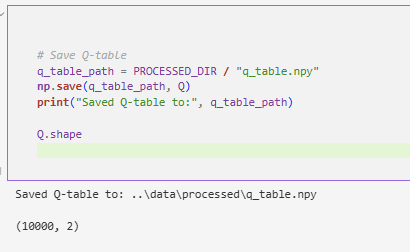 # Save Q-table
q_table_path = PROCESSED_DIR / "q_table.npy"
np.save(q_table_path, Q)
print("Saved Q-table to:", q_table_path)
Q.shape
Saved Q-table to: ..\data\processed\q_table.npy
(10000, 2)